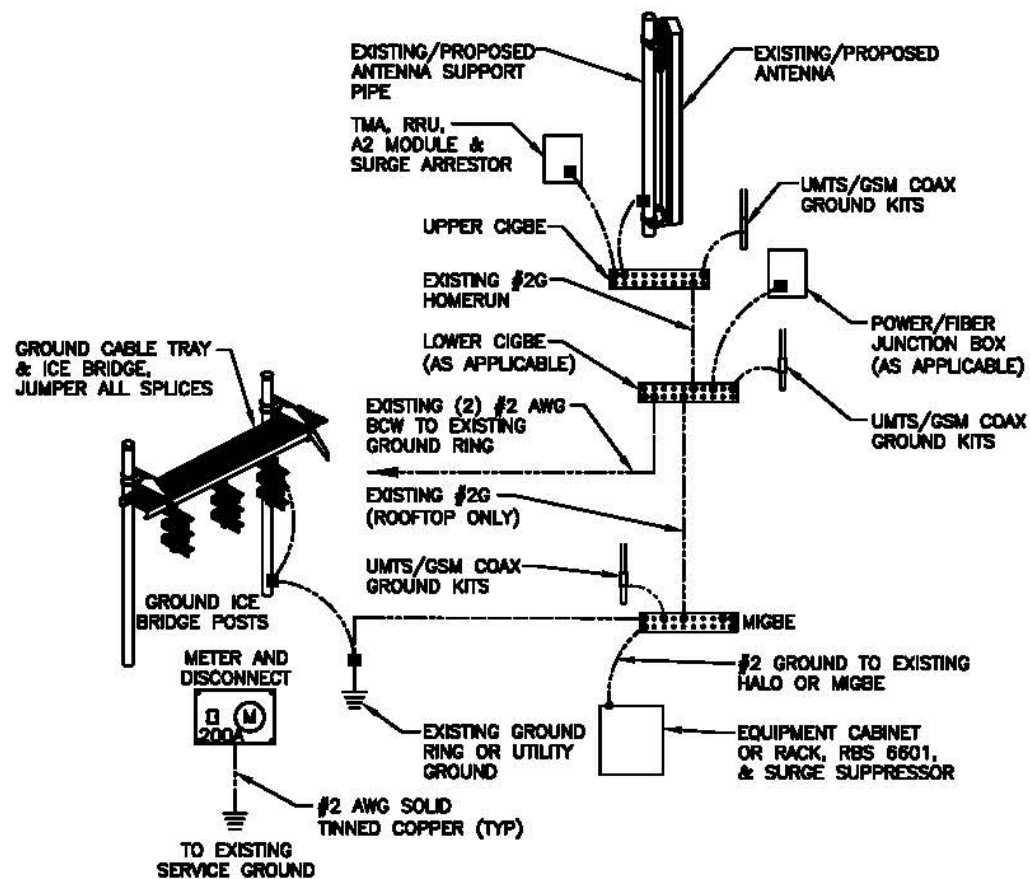 EXISTING/PROPOSED
ANTENNA SUPPORT
PIPE
EXISTING/PROPOSED
ANTENNA
TMA, RRU,
A2 MODULE &
SURGE ARRESTOR
UMTS/GSM COAX
GROUND KITS
UPPER CIGBE
EXISTING #2G
HOMERUN
POWER/FIBER
JUNCTION BOX
(AS APPLICABLE)
LOWER CIGBE
(AS APPLICABLE)
GROUND CABLE TRAY
& ICE BRIDGE,
JUMPER ALL SPLICES
EXISTING (2) #2 AWG
BCW TO EXISTING
GROUND RING
UMTS/GSM COAX
GROUND KITS
EXISTING #2G
(ROOFTOP ONLY)
UMTS/GSM COAX
GROUND KITS
GROUND ICE
BRIDGE POSTS
MIGBE
METER AND
DISCONNECT
M
200A
#2 GROUND TO EXISTING
HALO OR MIGBE
EXISTING GROUND
RING OR UTILITY
GROUND
EQUIPMENT CABINET
OR RACK, RBS 6601,
& SURGE SUPPRESSOR
#2 AWG SOLID
TINNED COPPER (TYP)
TO EXISTING
SERVICE GROUND